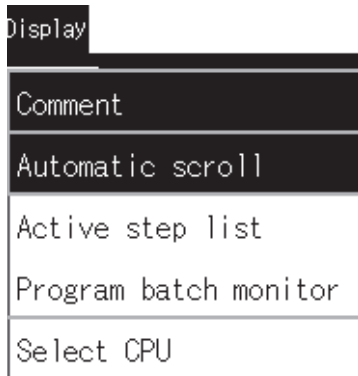 Display
Comment
Automatic scroll
Active step list
Program batch monitor
Select CPU